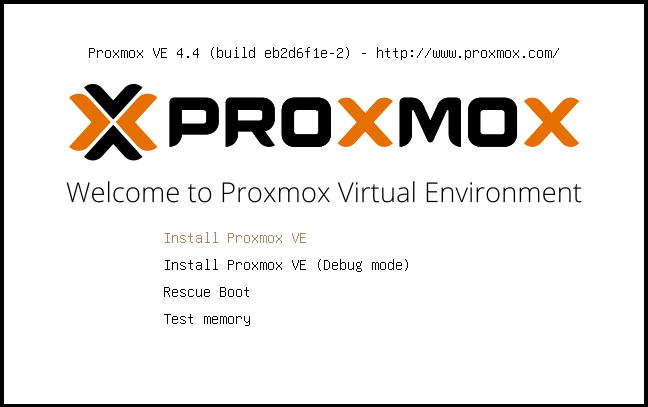 Proxmox VE 4.4 (build eb2d6f1e-2) - http://www.proxmox.com/
PROXMOX
Welcome to Proxmox Virtual Environment
Install Proxmox VE
Install Proxmox VE (Debug mode)
Rescue Boot
Test memory